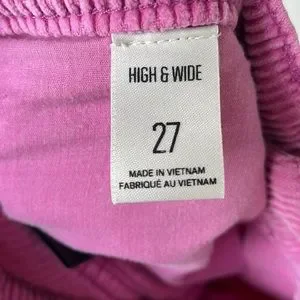 HIGH & WIDE
27
MADE IN VIETNAM
FABRIQUÉ AU VIETNAM